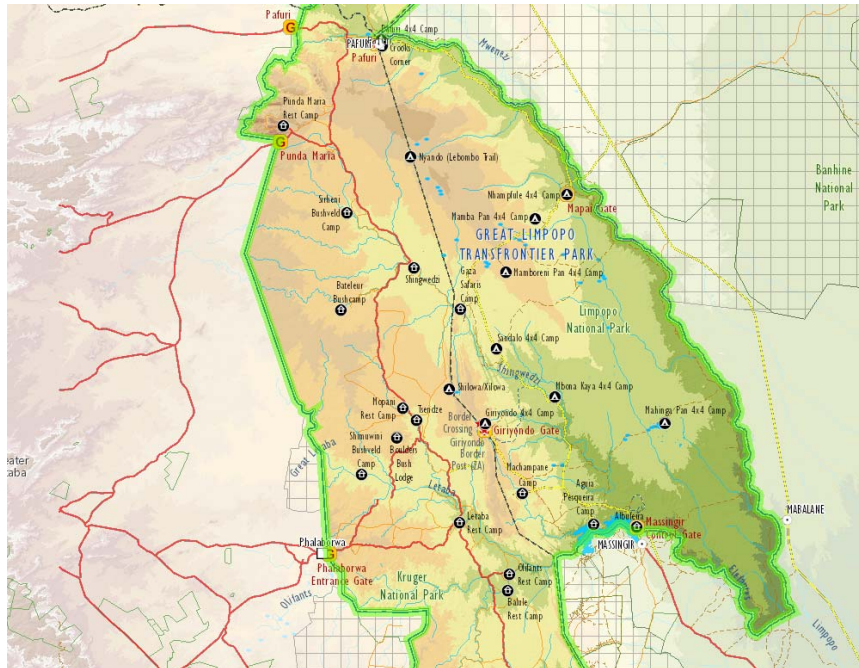 Pafuri
Pafuri 4x4 Camp
PAFURI
Crooks
Pafuri
Corner
Mwenezi
G
Punda Maria
Rest Camp
G
Punda Maria
Nyando (Lebombo Trail)
Banhine
National
Park
Nhampfule 4x4 Camp
Mapai Gate
Sirheni
Bushveld
Camp
Mamba Pan 4x4 Camp
GREAT LIMPOPO
TRANSFRONTIER PARK
Shingwedzi
Gaza
Safaris
Camp
Mamboreni Pan 4x4 Camp
Bateleur
Bushcamp
Limpopo
National Park
Sandalo 4x4 Camp
Shingwedzi
Shilowa/Xilowa
Mbona Kaya 4x4 Camp
Mopani
Rest Camp
Tsendze
Border
Crossing
Giriyondo
Border
Post (ZA)
Giriyondo 4x4 Camp
Giriyondo Gate
Mahinga Pan 4x4 Camp
Shimuwini
Bushveld
Camp
Boulders
Bush
Lodge
Great Letaba
Letaba
Machampane
Camp
Aguia
Pesqueira
Camp
Albufeira
Massingir
Control Gate
MASSINGIR
MABALANE
Letaba
Rest Camp
Phalaborwa
G
Phalaborwa
Entrance Gate
Kruger
National Park
Olifants
Olifants
Rest Camp
Balule
Rest Camp
Elefantes
Limpopo